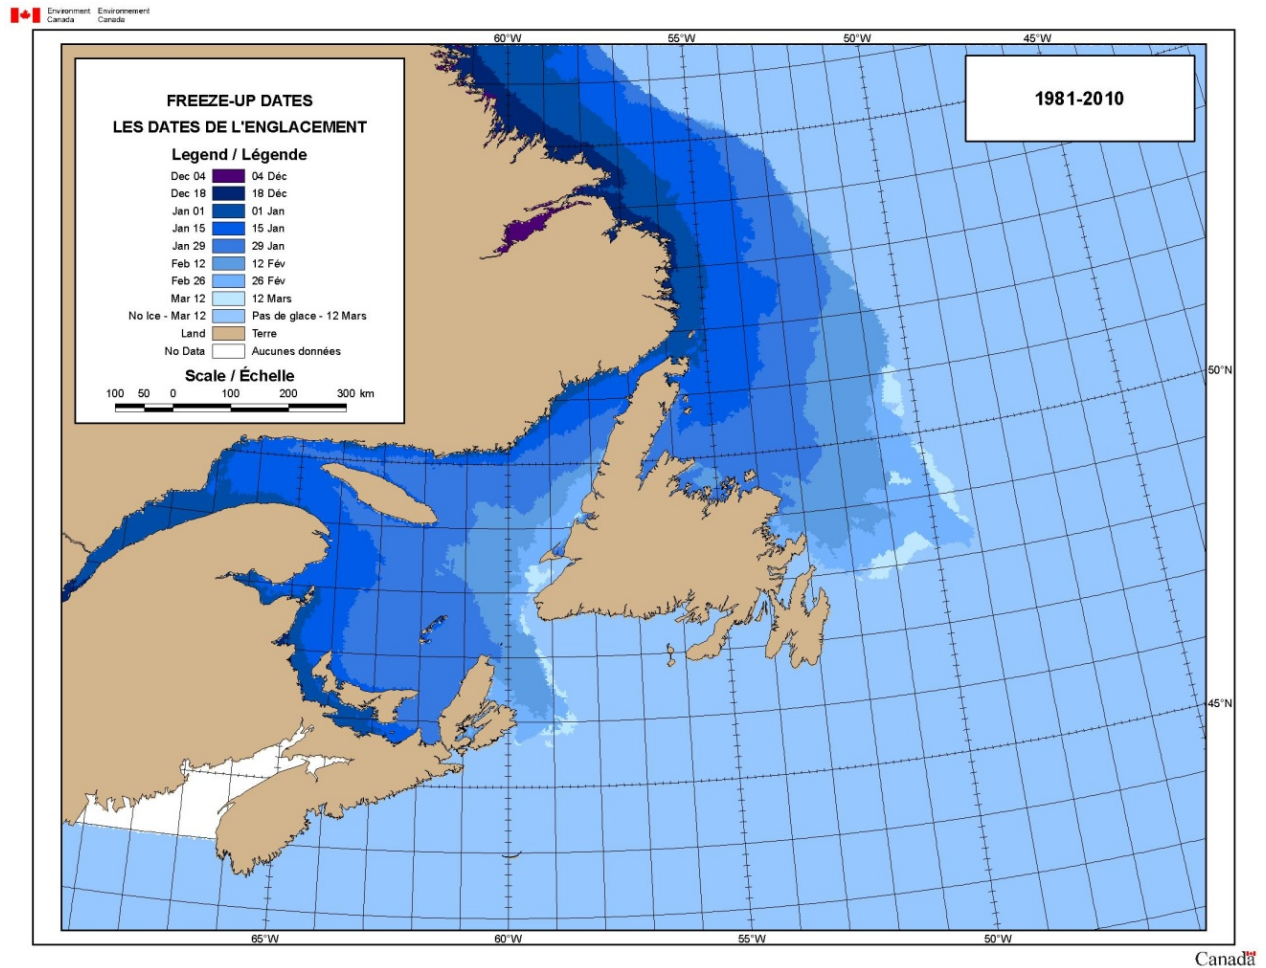 Environment Environnement
Canada Canada
60°W 55°W 50°W 45°W
1981-2010
FREEZE-UP DATES
LES DATES DE L'ENGLACEMENT
Legend / Légende
Dec 04 04 Déc
Dec 18 18 Déc
Jan 01 01 Jan
Jan 15 15 Jan
Jan 29 29 Jan
Feb 12 12 Fév
Feb 26 26 Fév
Mar 12 12 Mars
No Ice - Mar 12 Pas de glace - 12 Mars
Land Terre
No Data Aucunes données
Scale / Échelle
100 50 0 100 200 300 km
50°N
45°N
65°W 60°W 55°W 50°W
Canada